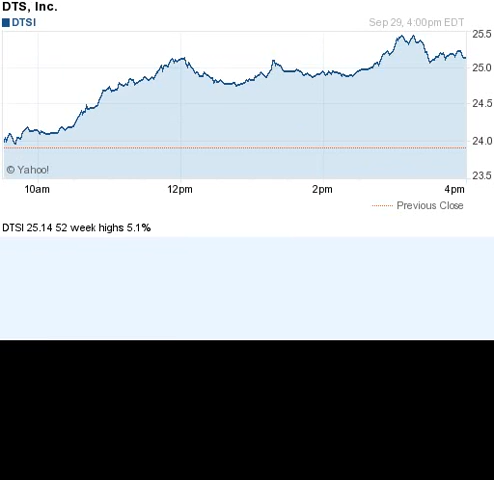 DTS, Inc.
DTSI Sep 29, 4:00pm EDT
25.5
25.0
24.5
24.0
23.5
© Yahoo!
10am 12pm 2pm 4pm
Previous Close
DTSI 25.14 52 week highs 5.1%